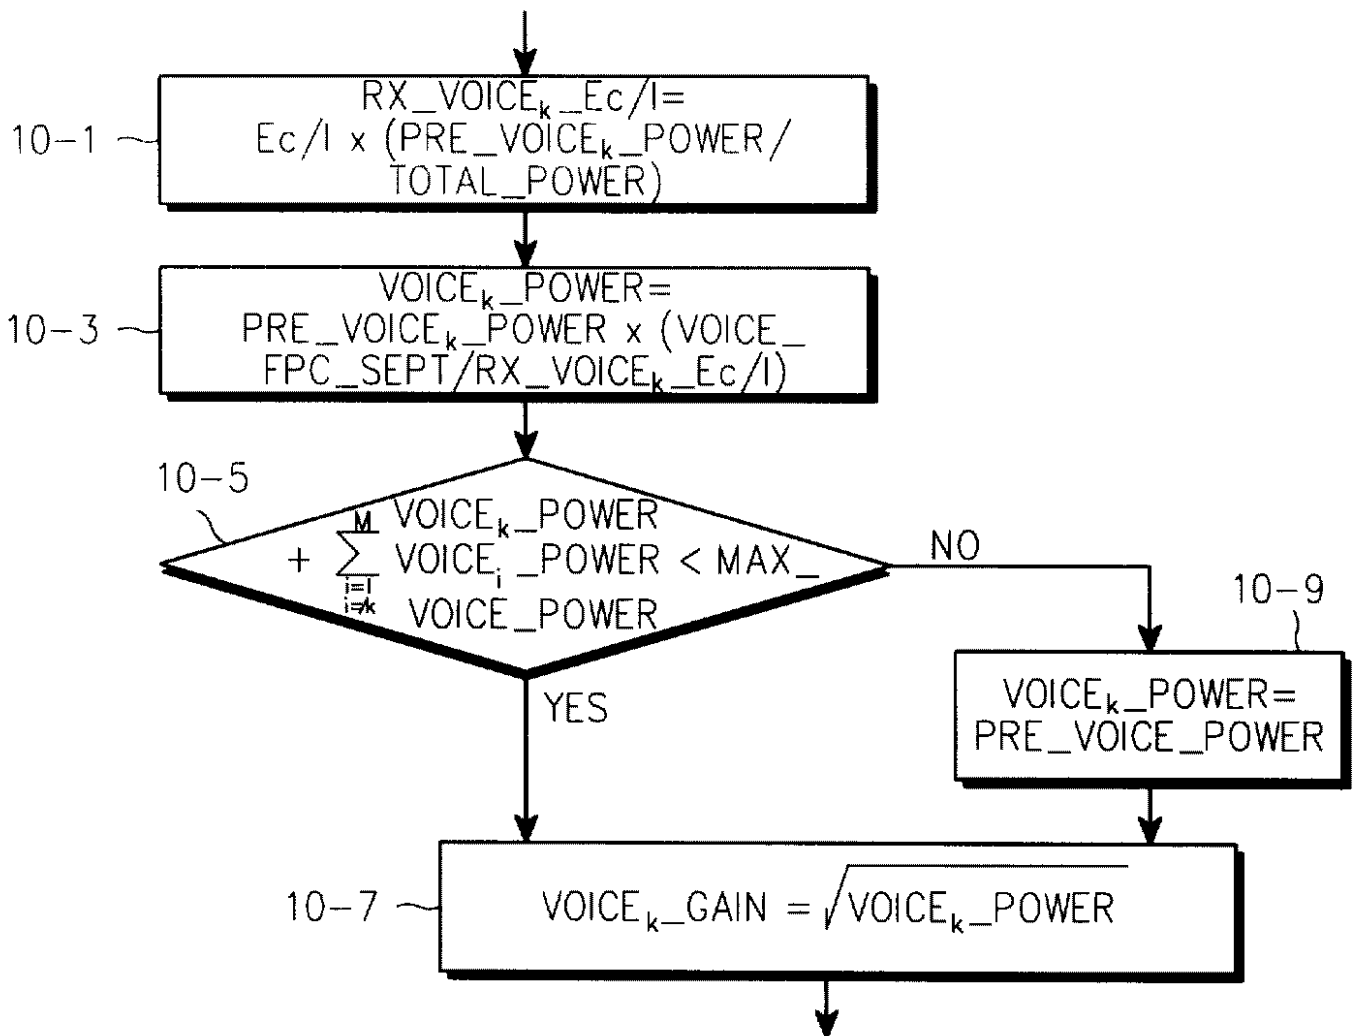 10-1
RX_VOICEk_Ec/I=
Ec/I x (PRE_VOICEk_POWER/
TOTAL_POWER)
10-3
VOICEk_POWER=
PRE_VOICEk_POWER x (VOICE_
FPC_SEPT/RX_VOICEk_Ec/I)
10-5
VOICEk_POWER
+ M∑i=1 i≠k VOICEi_POWER < MAX_
VOICE_POWER
NO
YES
10-9
VOICEk_POWER=
PRE_VOICE_POWER
10-7
VOICEk_GAIN = √VOICEk_POWER